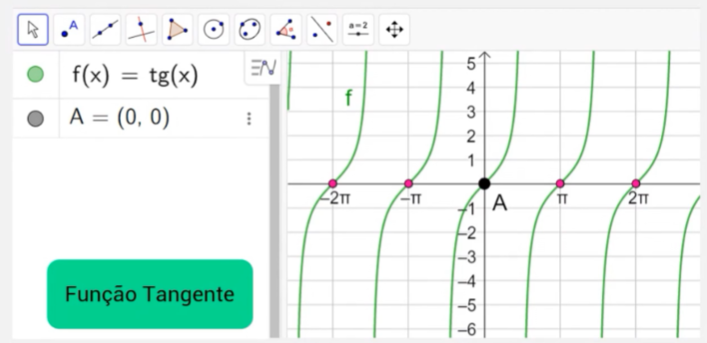 A
a=2
f(x) = tg(x)
A = (0, 0)
Função Tangente
f
5
4
3
2
1
−2π
−π
A
π
2π
−1
−2
−3
−4
−5
−6